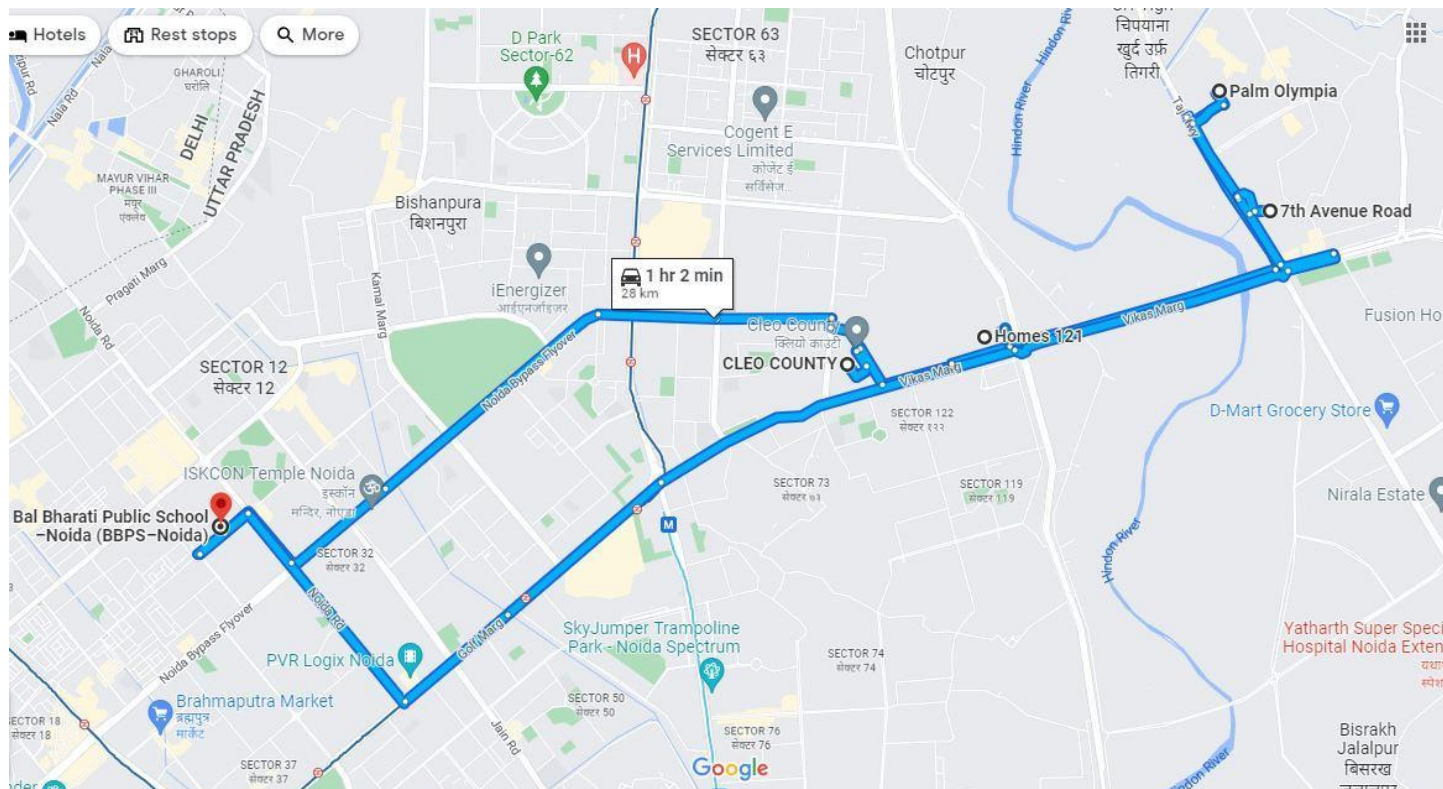 Hotels
Rest stops
More
GHAROLI
घरोलि
DELHI
UTTAR PRADESH
MAYUR VIHAR
PHASE III
मयूर
Naia Rd
D Park
Sector-62
H
SECTOR 63
सेक्टर ६३
Chotpur
चोटपुर
Hindon River
चिपयाना
खुर्द उर्फ़
तिगरी
Palm Olympia
7th Avenue Road
Cogent E
Services Limited
कोजेंट ई
सर्विसेज...
Bishanpura
बिशनपुरा
iEnergizer
आईएनर्जाइज़र
1 hr 2 min
28 km
Pragati Marg
Noida Rd
Kamal Marg
Noida Bypass Flyover
Cleo County
क्लियो काउंटी
CLEO COUNTY
Homes 121
Vikas Marg
Vikas Marg
Fusion Ho
SECTOR 12
सेक्टर 12
SECTOR 122
सेक्टर १२२
D-Mart Grocery Store
ISKCON Temple Noida
इस्कॉन
मन्दिर, नोएडा
Bal Bharati Public School
-Noida (BBPS-Noida)
SECTOR 32
सेक्टर 32
SECTOR 73
सेक्टर ७३
SECTOR 119
सेक्टर 119
Nirala Estate
M
Hindon River
Noida Rd
Golf Marg
Noida Bypass Flyover
PVR Logix Noida
SkyJumper Trampoline
Park - Noida Spectrum
SECTOR 74
सेक्टर 74
Yatharth Super Speci
Hospital Noida Exten
Brahmaputra Market
ब्रह्मपुत्र
मार्केट
SECTOR 18
सेक्टर 18
SECTOR 50
सेक्टर 50
Jain Rd
SECTOR 76
सेक्टर 76
SECTOR 37
सेक्टर 37
Google
Bisrakh
Jalalpur
बिसरख
Hindon River